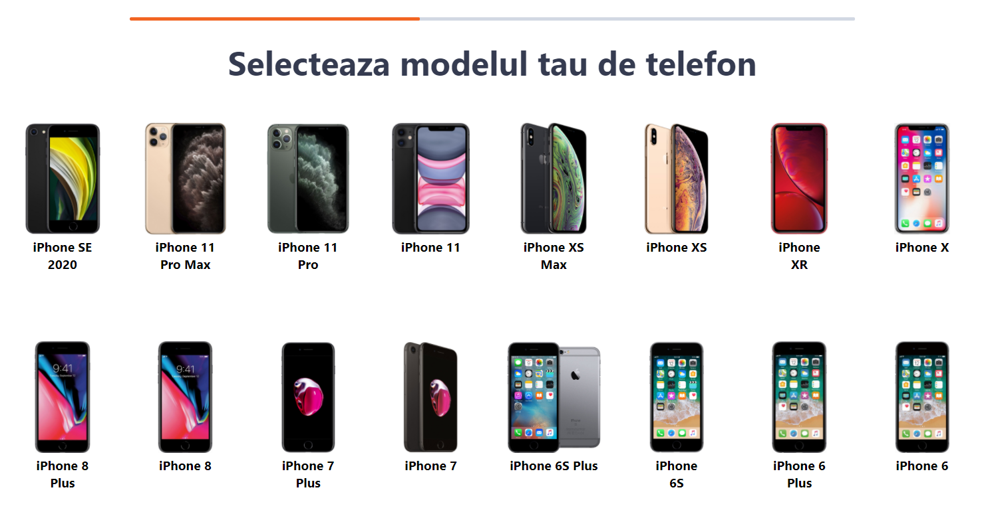 Selecteaza modelul tau de telefon
iPhone SE
2020
iPhone 11
Pro Max
iPhone 11
Pro
iPhone 11
iPhone XS
Max
iPhone XS
iPhone
XR
iPhone X
9:41
9:41
iPhone 8
Plus
iPhone 8
iPhone 7
Plus
iPhone 7
iPhone 6S Plus
iPhone
6S
iPhone 6
Plus
iPhone 6